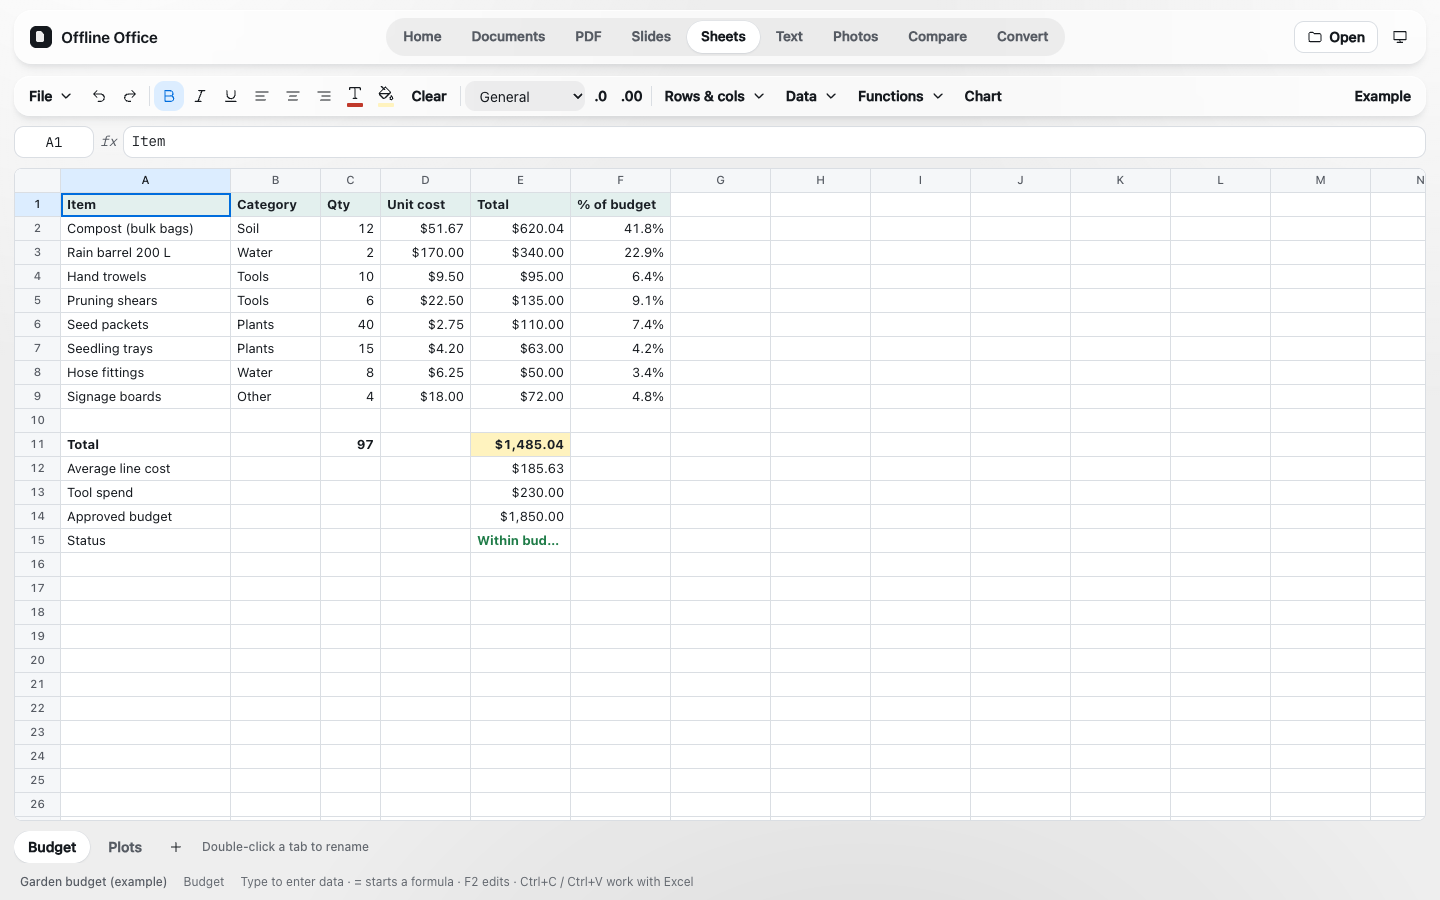 Offline Office
Home Documents PDF Slides Sheets Text Photos Compare Convert
Open
File B I U T Clear General .0 .00 Rows & cols Data Functions Chart Example
A1 fx Item
A B C D E F G H I J K L M N
1 Item Category Qty Unit cost Total % of budget
2 Compost (bulk bags) Soil 12 $51.67 $620.04 41.8%
3 Rain barrel 200 L Water 2 $170.00 $340.00 22.9%
4 Hand trowels Tools 10 $9.50 $95.00 6.4%
5 Pruning shears Tools 6 $22.50 $135.00 9.1%
6 Seed packets Plants 40 $2.75 $110.00 7.4%
7 Seedling trays Plants 15 $4.20 $63.00 4.2%
8 Hose fittings Water 8 $6.25 $50.00 3.4%
9 Signage boards Other 4 $18.00 $72.00 4.8%
10
11 Total 97 $1,485.04
12 Average line cost $185.63
13 Tool spend $230.00
14 Approved budget $1,850.00
15 Status Within bud...
16
17
18
19
20
21
22
23
24
25
26
Budget Plots + Double-click a tab to rename
Garden budget (example) Budget Type to enter data · = starts a formula · F2 edits · Ctrl+C / Ctrl+V work with Excel